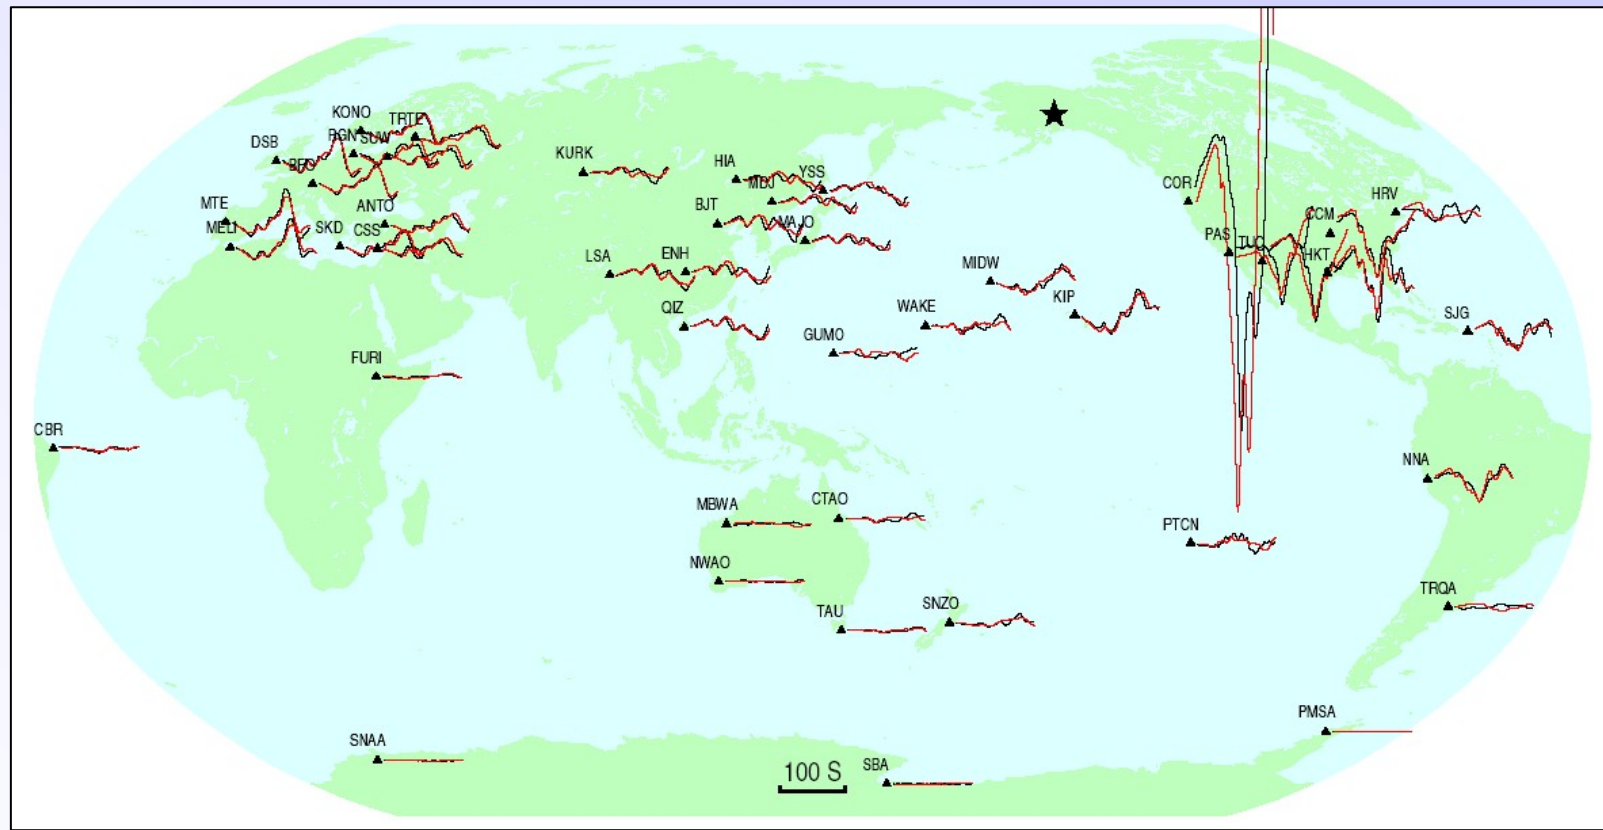 KONO
TRTE
DSB
RGN
SUW
BFO
KURK
HIA
YSS
MDJ
COR
HRV
MTE
ANTO
BJT
MAJO
CCM
MELI
SKD
CSS
PAS
TUC
HKT
LSA
ENH
MIDW
KIP
QIZ
WAKE
SJG
GUMO
FURI
CBR
NNA
MBWA
CTAO
PTCN
NWAO
TRQA
TAU
SNZO
PMSA
SNAA
SBA
100 S